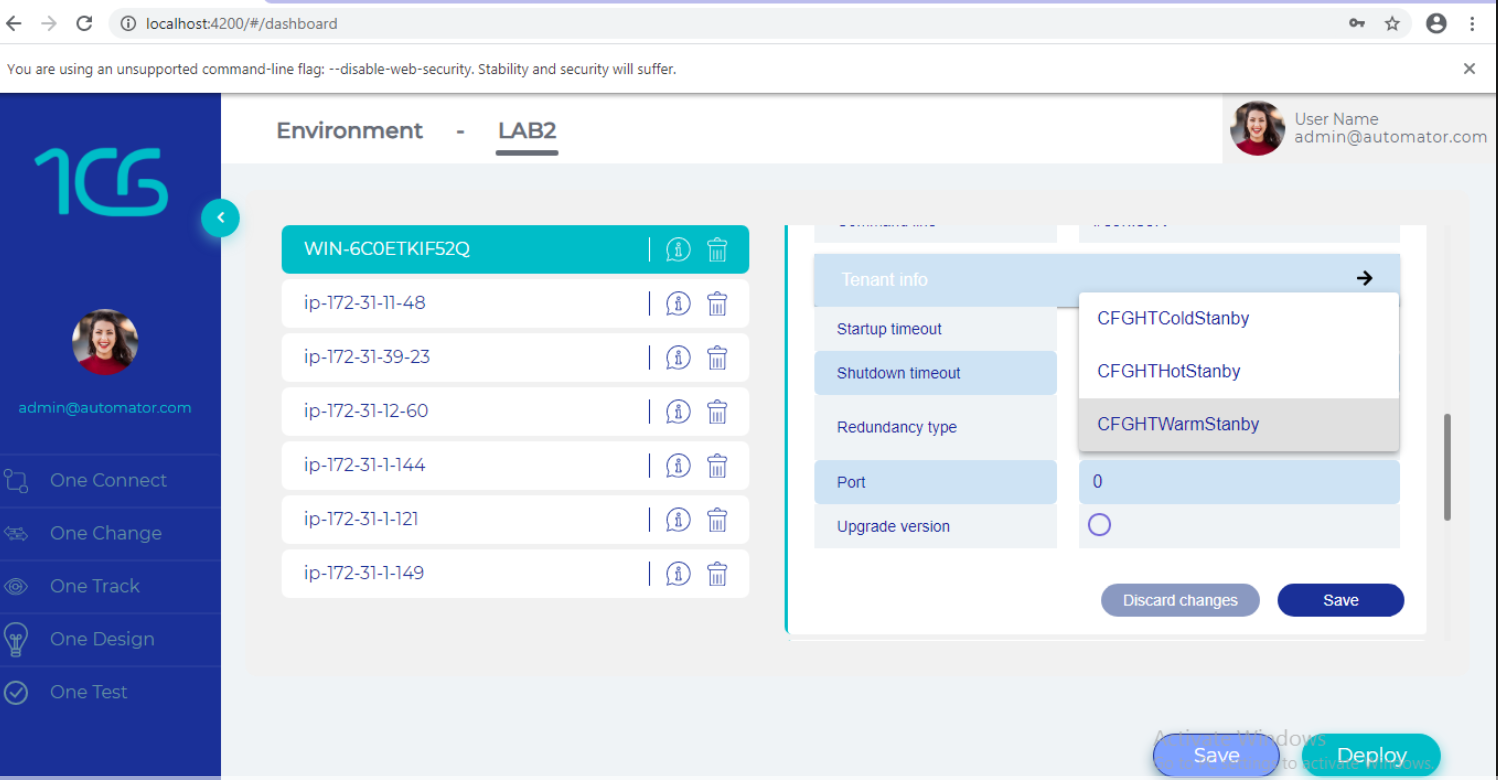 localhost:4200/#/dashboard
You are using an unsupported command-line flag: --disable-web-security. Stability and security will suffer.
1CG
Environment - LAB2
User Name
admin@automator.com
admin@automator.com
One Connect
One Change
One Track
One Design
One Test
WIN-6C0ETKIF52Q
ip-172-31-11-48
ip-172-31-39-23
ip-172-31-12-60
ip-172-31-1-144
ip-172-31-1-121
ip-172-31-1-149
Tenant info
Startup timeout
Shutdown timeout
Redundancy type
CFGHTColdStanby
CFGHTHotStanby
CFGHTWarmStanby
Port 0
Upgrade version
Discard changes Save
Activate Windows
Save Deploy
to activate Windows.